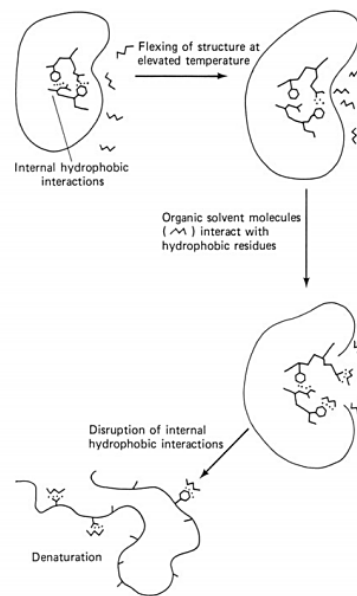 Flexing of structure at
elevated temperature
Internal hydrophobic
interactions
Organic solvent molecules
( ) interact with
hydrophobic residues
Disruption of internal
hydrophobic interactions
Denaturation